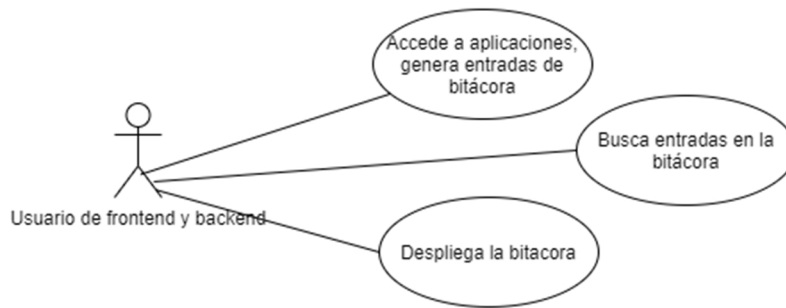 Accede a aplicaciones,
genera entradas de
bitácora
Busca entradas en la
bitácora
Usuario de frontend y backend
Despliega la bitacora